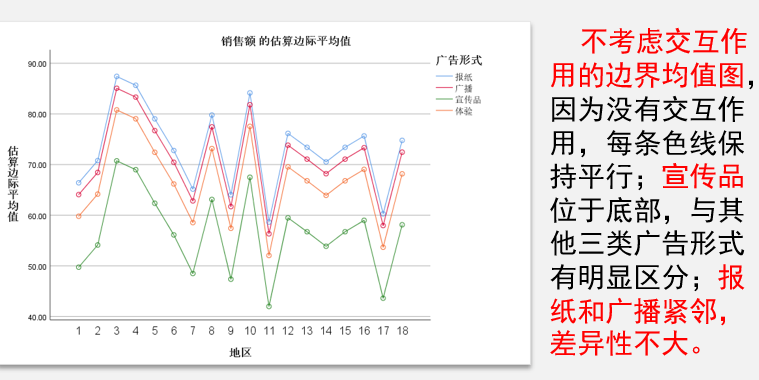 销售额 的估算边际平均值
广告形式
报纸
广播
宣传品
体验
90.00
80.00
70.00
60.00
50.00
40.00
估算边际平均值
1 2 3 4 5 6 7 8 9 10 11 12 13 14 15 16 17 18
地区
不考虑交互作
用的边界均值图，
因为没有交互作
用，每条色线保
持平行；宣传品
位于底部，与其
他三类广告形式
有明显区分；报
纸和广播紧邻，
差异性不大。